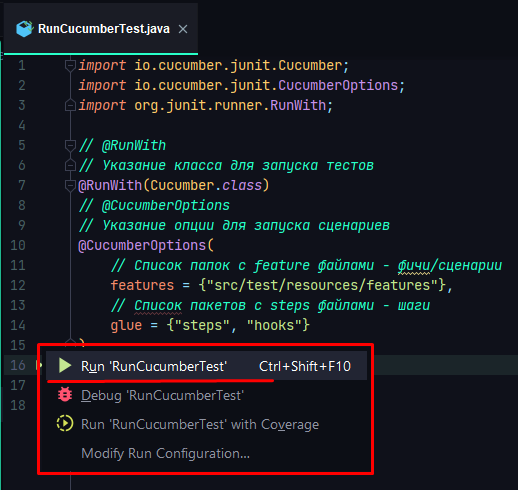 RunCucumberTest.java
1 import io.cucumber.junit.Cucumber;
2 import io.cucumber.junit.CucumberOptions;
3 import org.junit.runner.RunWith;
4
5 // @RunWith
6 // Указание класса для запуска тестов
7 @RunWith(Cucumber.class)
8 // @CucumberOptions
9 // Указание опции для запуска сценариев
10 @CucumberOptions(
11 // Список папок с feature файлами - фичи/сценарии
12 features = {"src/test/resources/features"},
13 // Список пакетов с steps файлами - шаги
14 glue = {"steps", "hooks"}
15 )
16 Run 'RunCucumberTest' Ctrl+Shift+F10
17 Debug 'RunCucumberTest'
18 Run 'RunCucumberTest' with Coverage
Modify Run Configuration...